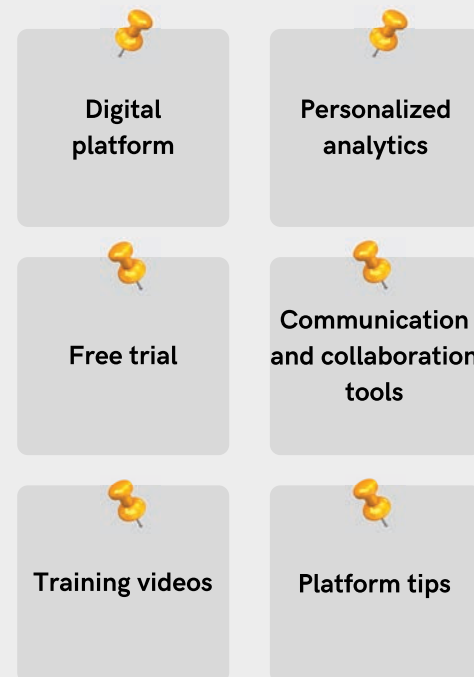 Digital
platform
Personalized
analytics
Free trial
Communication
and collaboration
tools
Training videos
Platform tips